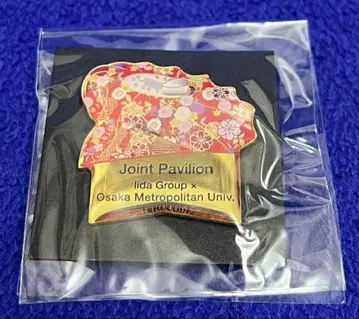 Joint Pavilion
Iida Group ×
Osaka Metropolitan Univ.